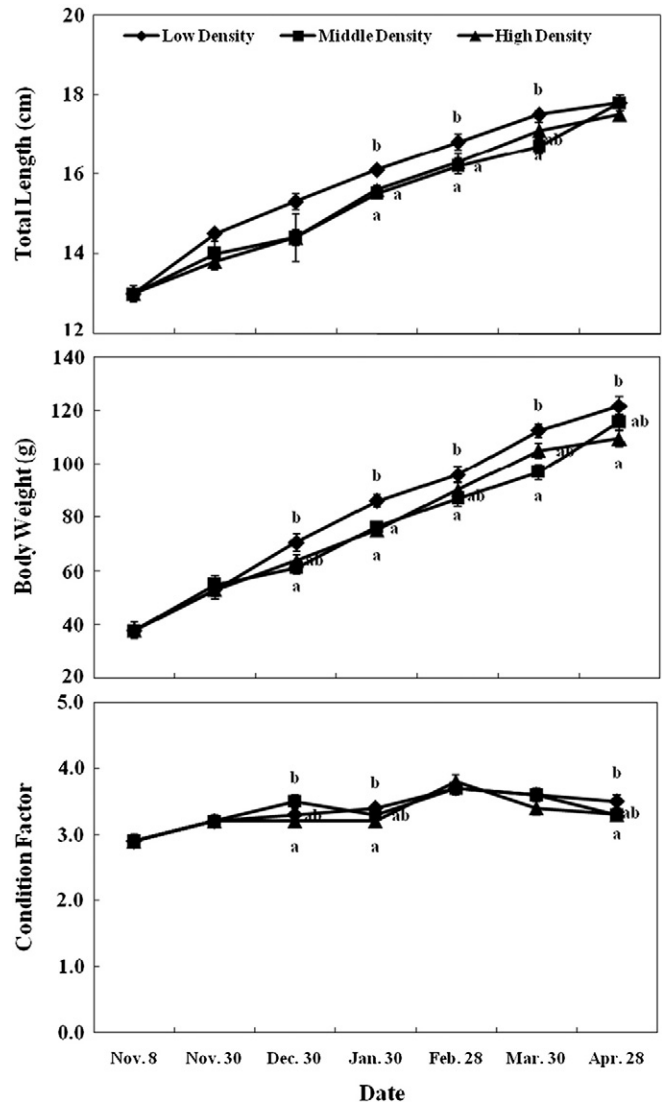 Total Length (cm)
20
18
16
14
12
Low Density
Middle Density
High Density
b
b
b
a
a
a
a
ab
a
Body Weight (g)
140
120
100
80
60
40
20
b
b
b
b
b
ab
a
a
a
ab
a
ab
a
ab
a
Condition Factor
5.0
4.0
3.0
2.0
1.0
0.0
b
b
b
ab
a
ab
a
ab
a
Nov. 8
Nov. 30
Dec. 30
Jan. 30
Feb. 28
Mar. 30
Apr. 28
Date